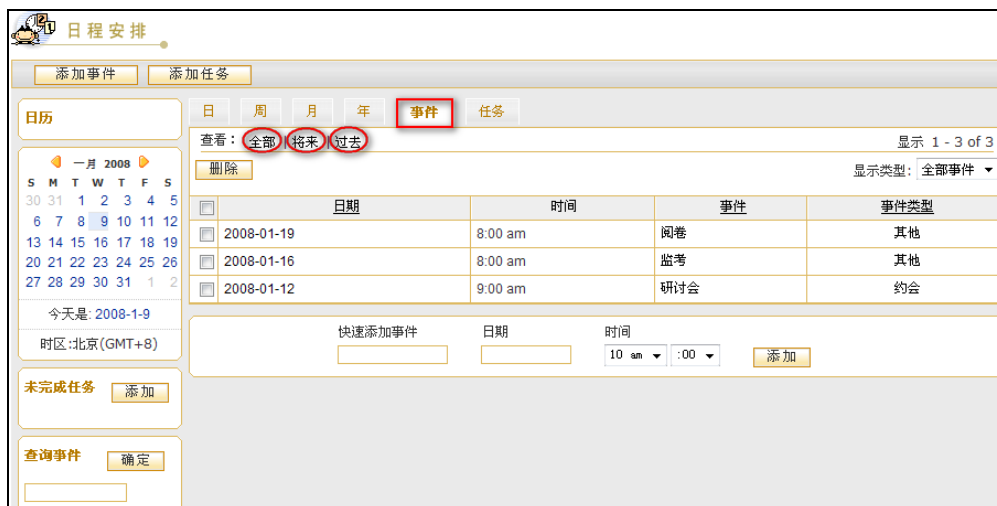 日程安排
添加事件 添加任务
日历
一月 2008
S M T W T F S
30 31 1 2 3 4 5
6 7 8 9 10 11 12
13 14 15 16 17 18 19
20 21 22 23 24 25 26
27 28 29 30 31 1 2
今天是: 2008-1-9
时区:北京(GMT+8)
未完成任务 添加
查询事件 确定
日 周 月 年 事件 任务
查看: 全部 | 将来 | 过去 显示 1 - 3 of 3
删除 显示类型: 全部事件
日期 时间 事件 事件类型
2008-01-19 8:00 am 阅卷 其他
2008-01-16 8:00 am 监考 其他
2008-01-12 9:00 am 研讨会 约会
快速添加事件 日期 时间
10 am :00 添加